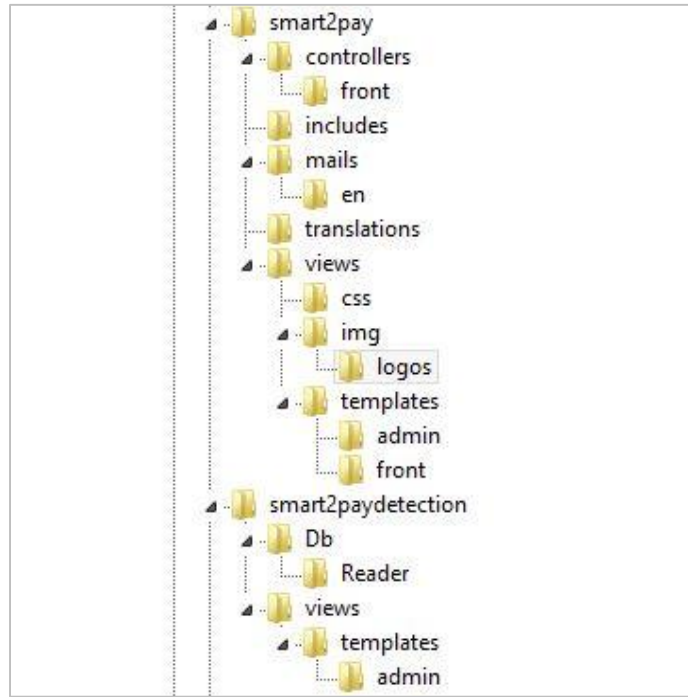 smart2pay
controllers
front
includes
mails
en
translations
views
css
img
logos
templates
admin
front
smart2paydetection
Db
Reader
views
templates
admin